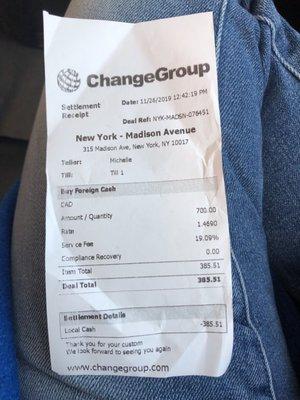 ChangeGroup
Settlement Receipt
Date: 11/26/2019 12:42:19 PM
Deal Ref: NYK-MADSN-076451
New York - Madison Avenue
315 Madison Ave, New York, NY 10017
Teller: Michelle
Till: Till 1
Buy Foreign Cash
CAD
Amount / Quantity 700.00
Rate 1.4690
Service Fee 19.09%
Compliance Recovery 0.00
Item Total 385.51
Deal Total 385.51
Settlement Details
Local Cash -385.51
Thank you for your custom
We look forward to seeing you again
www.changegroup.com